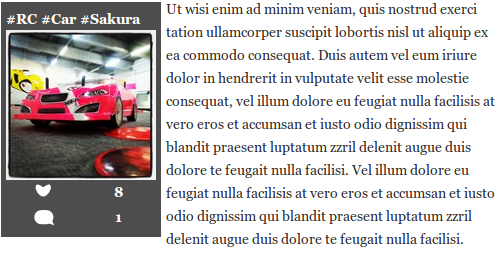 #RC #Car #Sakura
8
1
Ut wisi enim ad minim veniam, quis nostrud exerci
tation ullamcorper suscipit lobortis nisl ut aliquip ex
ea commodo consequat. Duis autem vel eum iriure
dolor in hendrerit in vulputate velit esse molestie
consequat, vel illum dolore eu feugiat nulla facilisis at
vero eros et accumsan et iusto odio dignissim qui
blandit praesent luptatum zzril delenit augue duis
dolore te feugait nulla facilisi. Vel illum dolore eu
feugiat nulla facilisis at vero eros et accumsan et iusto
odio dignissim qui blandit praesent luptatum zzril
delenit augue duis dolore te feugait nulla facilisi.